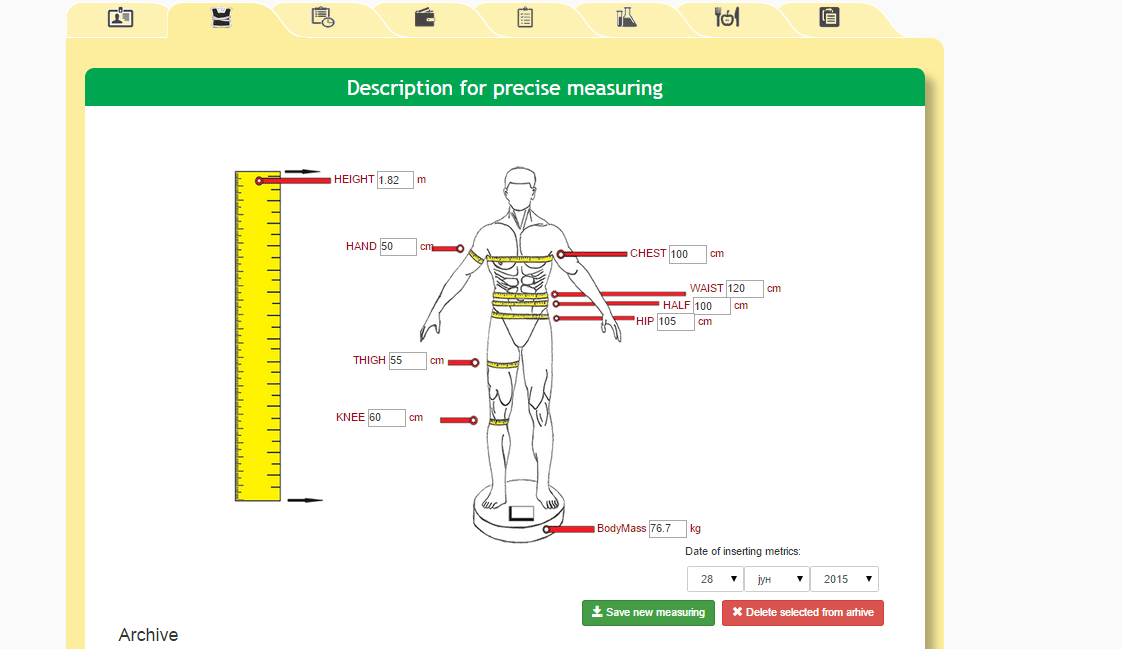 Description for precise measuring
HEIGHT 1.82 m
HAND 50 cm
CHEST 100 cm
WAIST 120 cm
HALF 100 cm
HIP 105 cm
THIGH 55 cm
KNEE 60 cm
BodyMass 76.7 kg
Date of inserting metrics:
28 јун 2015
Save new measuring Delete selected from arhive
Archive